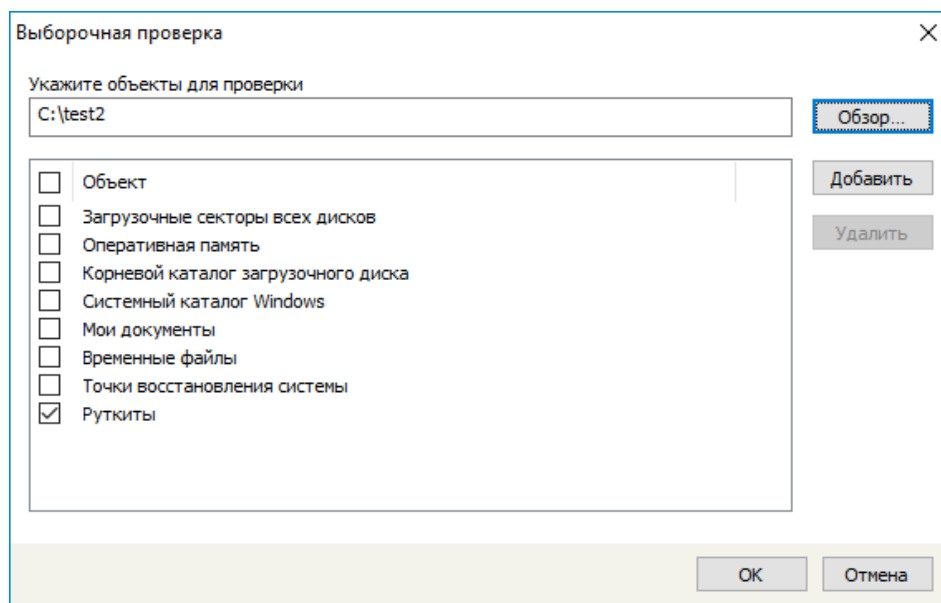 Выборочная проверка
Укажите объекты для проверки
C:\test2
Обзор...
Объект
Добавить
Загрузочные секторы всех дисков
Удалить
Оперативная память
Корневой каталог загрузочного диска
Системный каталог Windows
Мои документы
Временные файлы
Точки восстановления системы
Руткиты
OK
Отмена